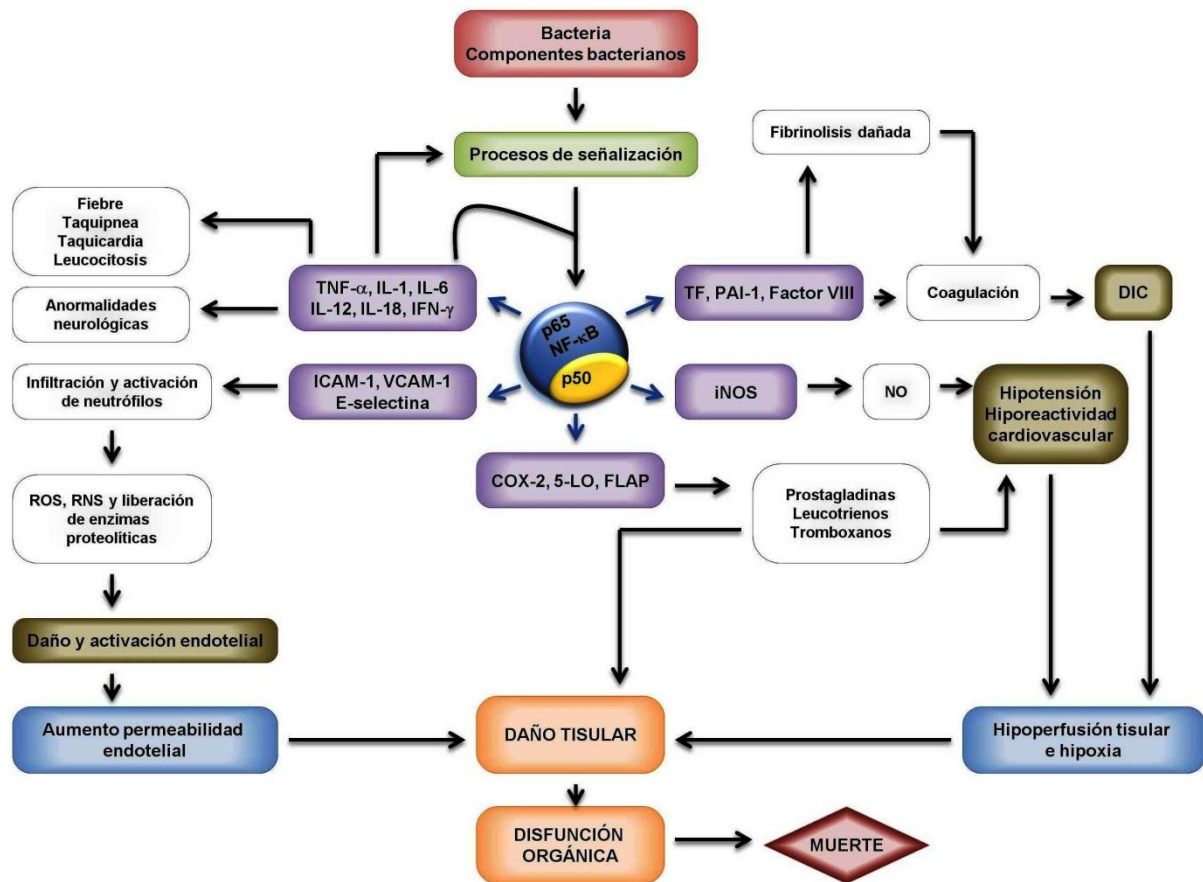 Bacteria
Componentes bacterianos
Procesos de señalización
Fibrinolisis dañada
Fiebre
Taquipnea
Taquicardia
Leucocitosis
TNF-α, IL-1, IL-6
IL-12, IL-18, IFN-γ
p65
NF-κB
p50
TF, PAI-1, Factor VIII
Coagulación
DIC
Anormalidades
neurológicas
Infiltración y activación
de neutrófilos
ICAM-1, VCAM-1
E-selectina
iNOS
NO
Hipotensión
Hiporeactividad
cardiovascular
COX-2, 5-LO, FLAP
Prostagladinas
Leucotrienos
Tromboxanos
ROS, RNS y liberación
de enzimas
proteolíticas
Daño y activación endotelial
Aumento permeabilidad
endotelial
DAÑO TISULAR
Hipoperfusión tisular
e hipoxia
DISFUNCIÓN
ORGÁNICA
MUERTE